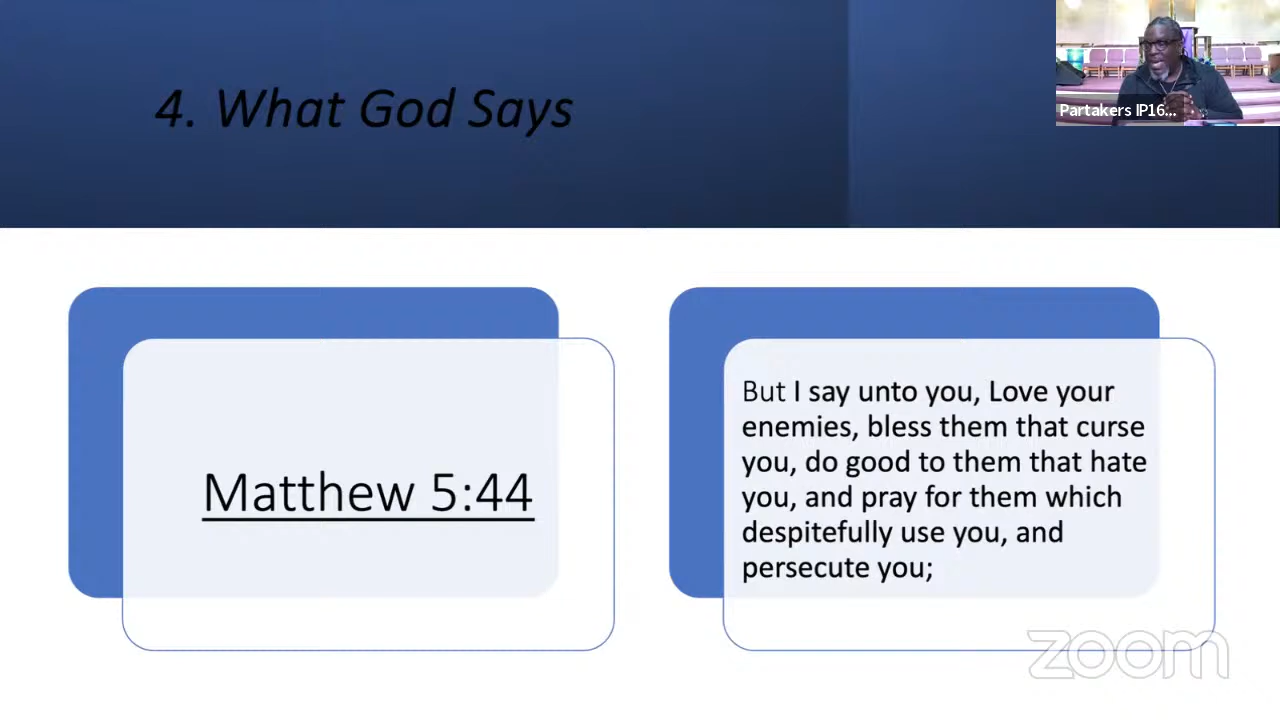 4. What God Says
Partakers IP16...
Matthew 5:44
But I say unto you, Love your
enemies, bless them that curse
you, do good to them that hate
you, and pray for them which
despitefully use you, and
persecute you;
zoom